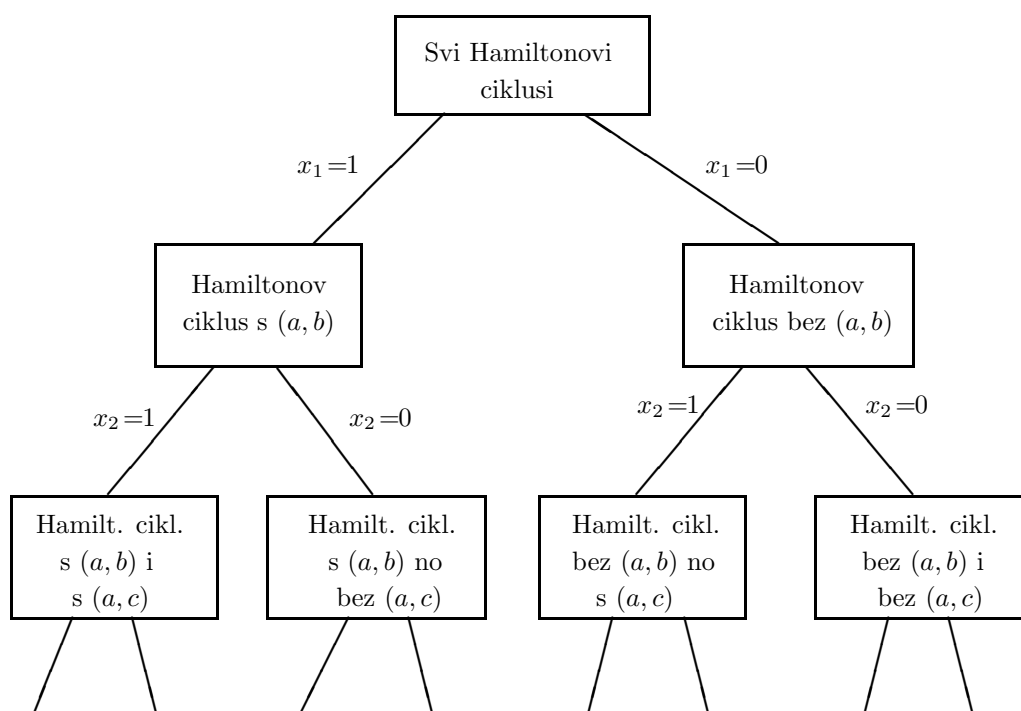 Svi Hamiltonovi
ciklusi
x₁=1
x₁=0
Hamiltonov
ciklus s (a, b)
Hamiltonov
ciklus bez (a, b)
x₂=1
x₂=0
x₂=1
x₂=0
Hamilt. cikl.
s (a, b) i
s (a, c)
Hamilt. cikl.
s (a, b) no
bez (a, c)
Hamilt. cikl.
bez (a, b) no
s (a, c)
Hamilt. cikl.
bez (a, b) i
bez (a, c)